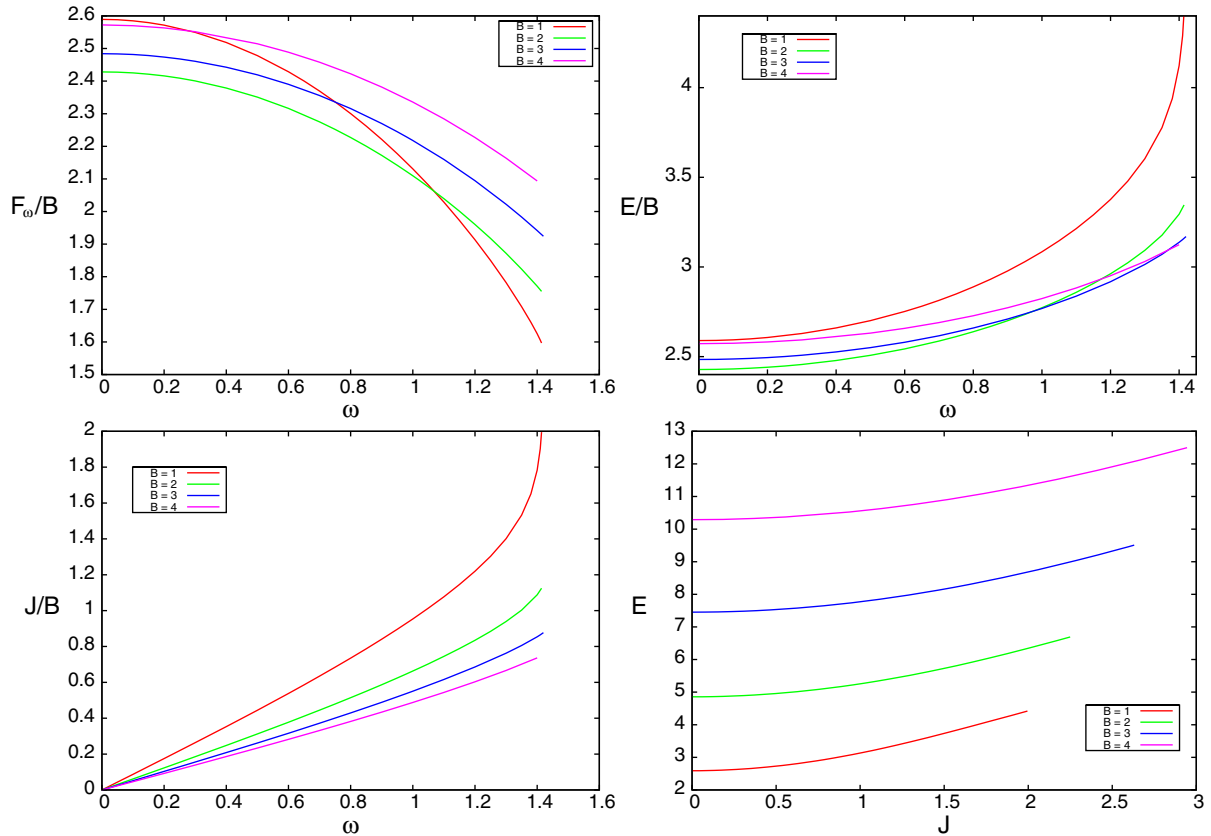 2.6
2.5
2.4
2.3
2.2
2.1
2
1.9
1.8
1.7
1.6
1.5
Fω/B
B = 1
B = 2
B = 3
B = 4
0 0.2 0.4 0.6 0.8 1 1.2 1.4 1.6
ω
4
3.5
3
2.5
E/B
B = 1
B = 2
B = 3
B = 4
0 0.2 0.4 0.6 0.8 1 1.2 1.4
ω
2
1.8
1.6
1.4
1.2
1
0.8
0.6
0.4
0.2
0
J/B
B = 1
B = 2
B = 3
B = 4
0 0.2 0.4 0.6 0.8 1 1.2 1.4 1.6
ω
13
12
11
10
9
8
7
6
5
4
3
2
E
B = 1
B = 2
B = 3
B = 4
0 0.5 1 1.5 2 2.5 3
J